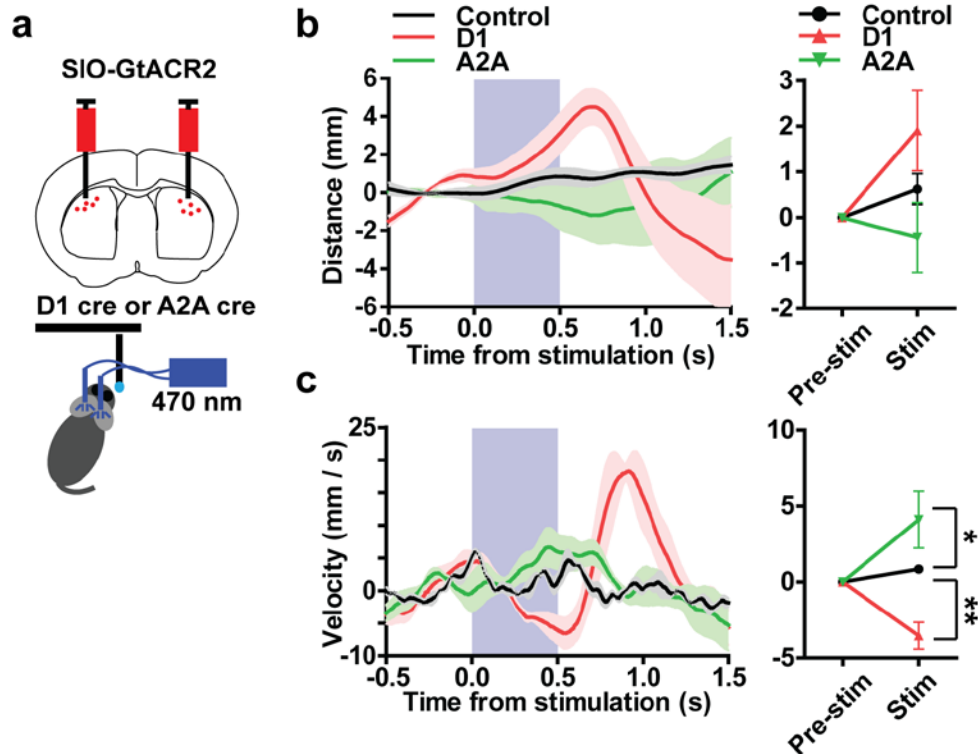 a
SIO-GtACR2
D1 cre or A2A cre
470 nm
b
Control
D1
A2A
Distance (mm)
6
4
2
0
-2
-4
-6
-0.5 0.0 0.5 1.0 1.5
Time from stimulation (s)
Control
D1
A2A
3
2
1
0
-1
-2
Pre-stim
Stim
c
Velocity (mm / s)
25
0
-10
-0.5 0.0 0.5 1.0 1.5
Time from stimulation (s)
10
5
0
-5
*
**
Pre-stim
Stim